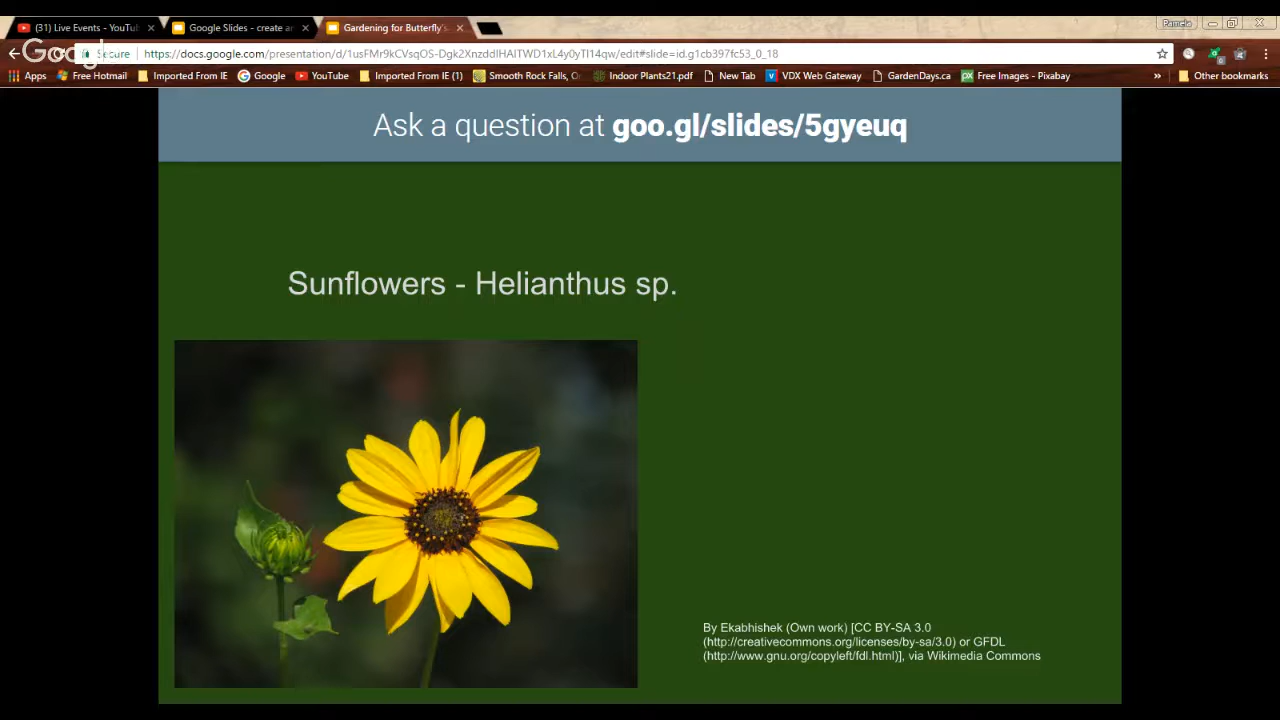 (31) Live Events - YouTu
Google Slides - create ar
Gardening for Butterfly's
Pamela
Secure
https://docs.google.com/presentation/d/1usFMr9kCVsqOS-Dgk2XnzddIHAITWD1xL4y0yTl14qw/edit#slide=id.g1cb397fc53_0_18
Apps
Free Hotmail
Imported From IE
Google
YouTube
Imported From IE (1)
Smooth Rock Falls, O
Indoor Plants21.pdf
New Tab
VDX Web Gateway
GardenDays.ca
Free Images - Pixabay
»
Other bookmarks
Ask a question at goo.gl/slides/5gyeuq
Sunflowers - Helianthus sp.
By Ekabhishek (Own work) [CC BY-SA 3.0
(http://creativecommons.org/licenses/by-sa/3.0) or GFDL
(http://www.gnu.org/copyleft/fdl.html)], via Wikimedia Commons